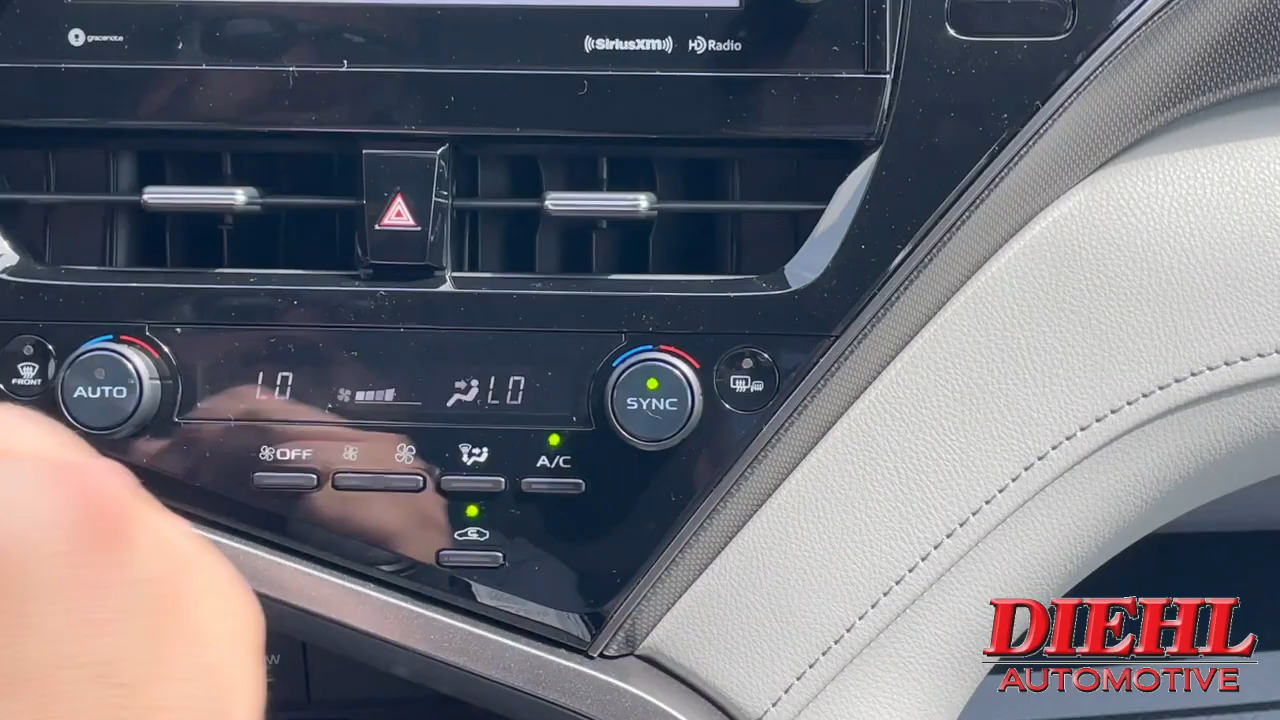 gracenote
((SiriusXM))
HD Radio
FRONT
AUTO
LO
LO
SYNC
OFF
A/C
DIEHL
AUTOMOTIVE